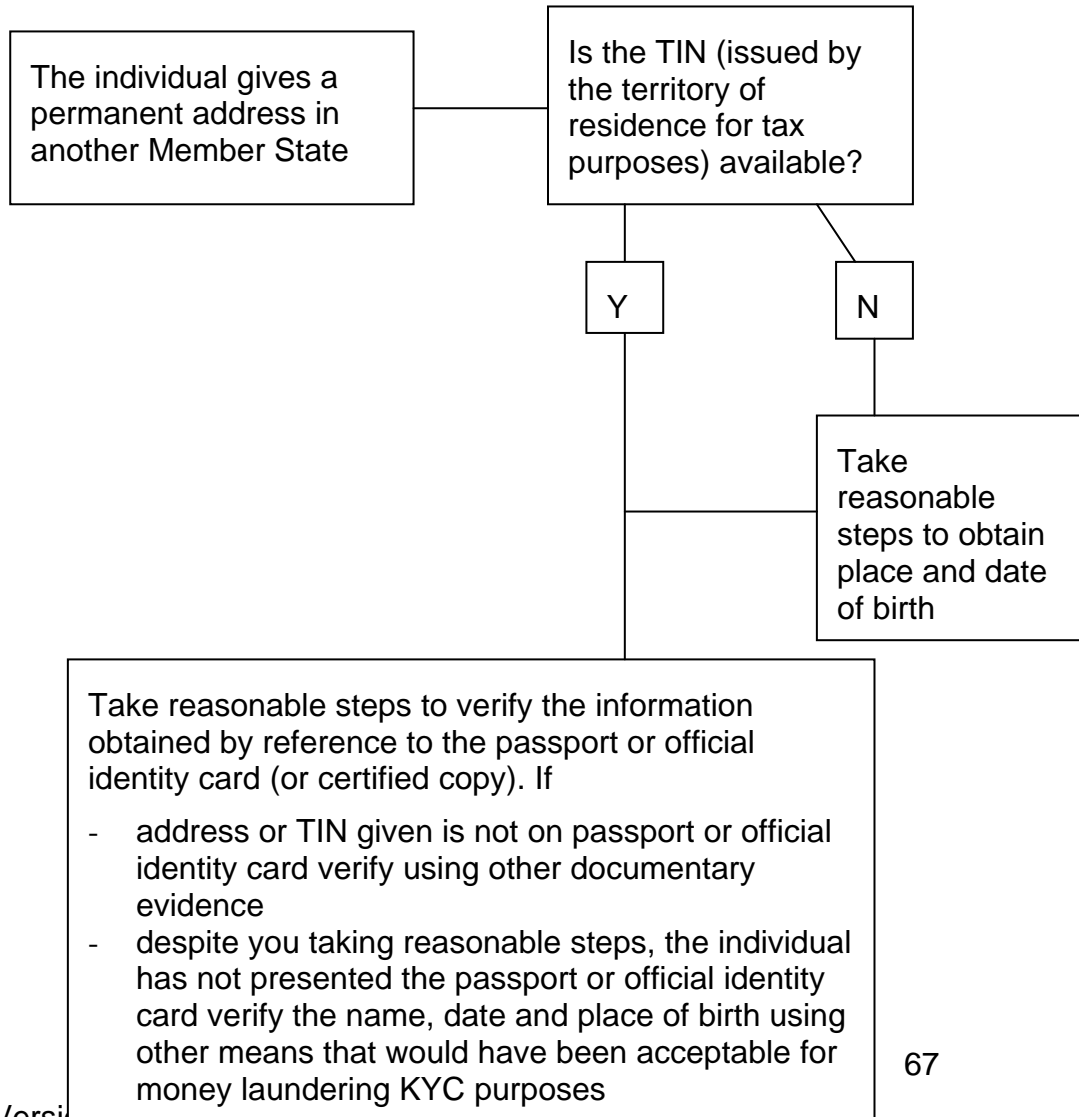 The individual gives a
permanent address in
another Member State
Is the TIN (issued by
the territory of
residence for tax
purposes) available?
Y
N
Take
reasonable
steps to obtain
place and date
of birth
Take reasonable steps to verify the information
obtained by reference to the passport or official
identity card (or certified copy). If
- address or TIN given is not on passport or official
identity card verify using other documentary
evidence
- despite you taking reasonable steps, the individual
has not presented the passport or official identity
card verify the name, date and place of birth using
other means that would have been acceptable for
money laundering KYC purposes
67